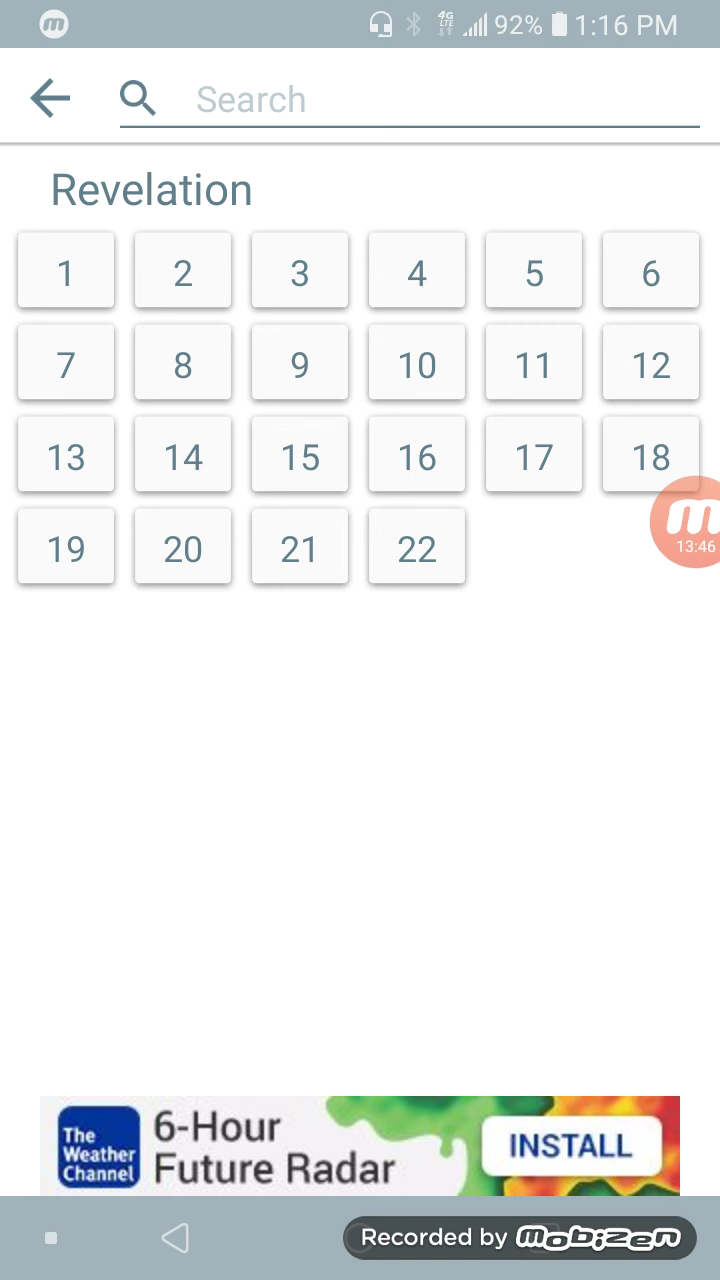 m 4G LTE 92% 1:16 PM
Search
Revelation
1 2 3 4 5 6
7 8 9 10 11 12
13 14 15 16 17 18
m
13:46
19 20 21 22
The Weather Channel
6-Hour
Future Radar
INSTALL
Recorded by mobizen